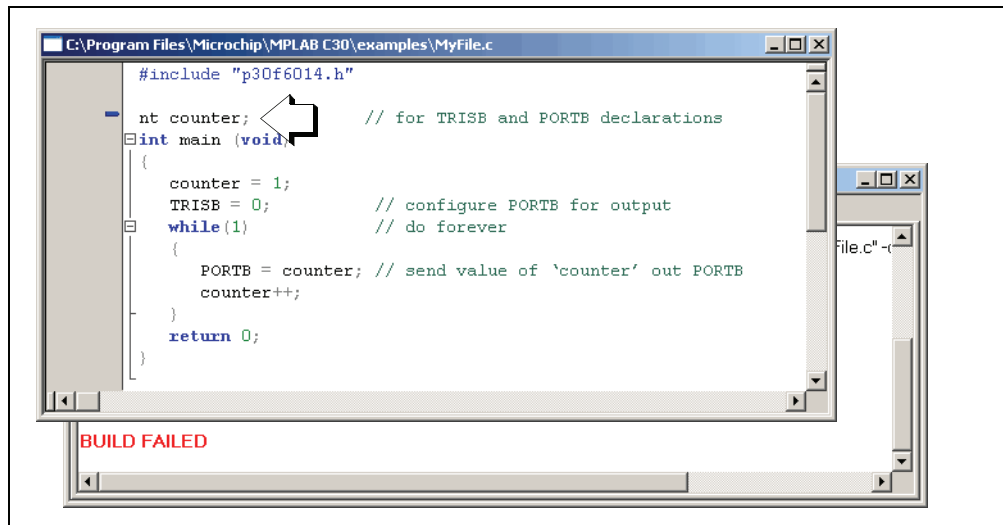 C:\Program Files\Microchip\MPLAB C30\examples\MyFile.c
#include "p30f6014.h"
nt counter; // for TRISB and PORTB declarations
int main (void)
{
counter = 1;
TRISB = 0; // configure PORTB for output
while(1) // do forever
{
PORTB = counter; // send value of ‘counter’ out PORTB
counter++;
}
return 0;
}
BUILD FAILED